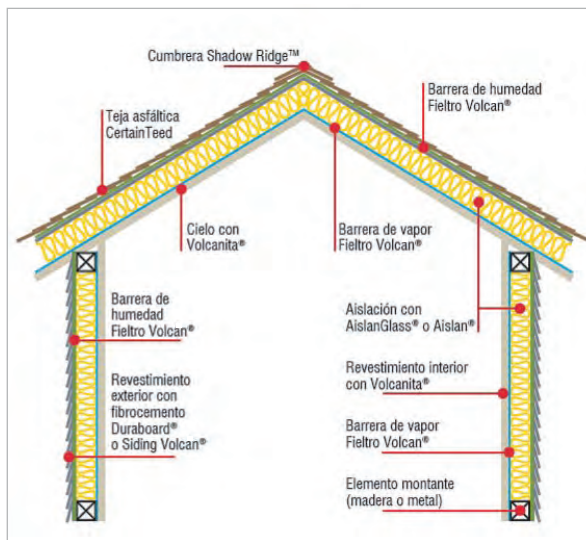 Cumbrera Shadow Ridge™
Teja asfáltica
CertainTeed
Barrera de humedad
Fieltro Volcan®
Cielo con
Volcanita®
Barrera de vapor
Fieltro Volcan®
Barrera de
humedad
Fieltro Volcan®
Revestimiento
exterior con
fibrocemento
Duraboard®
o Siding Volcan®
Aislación con
AislanGlass® o Aislan®
Revestimiento interior
con Volcanita®
Barrera de vapor
Fieltro Volcan®
Elemento montante
(madera o metal)